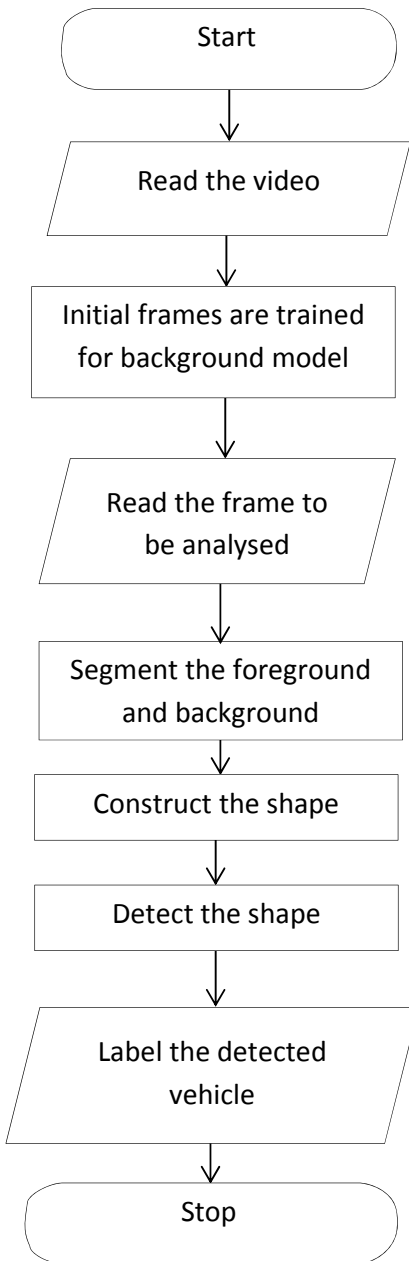 Start
Read the video
Initial frames are trained
for background model
Read the frame to
be analysed
Segment the foreground
and background
Construct the shape
Detect the shape
Label the detected
vehicle
Stop